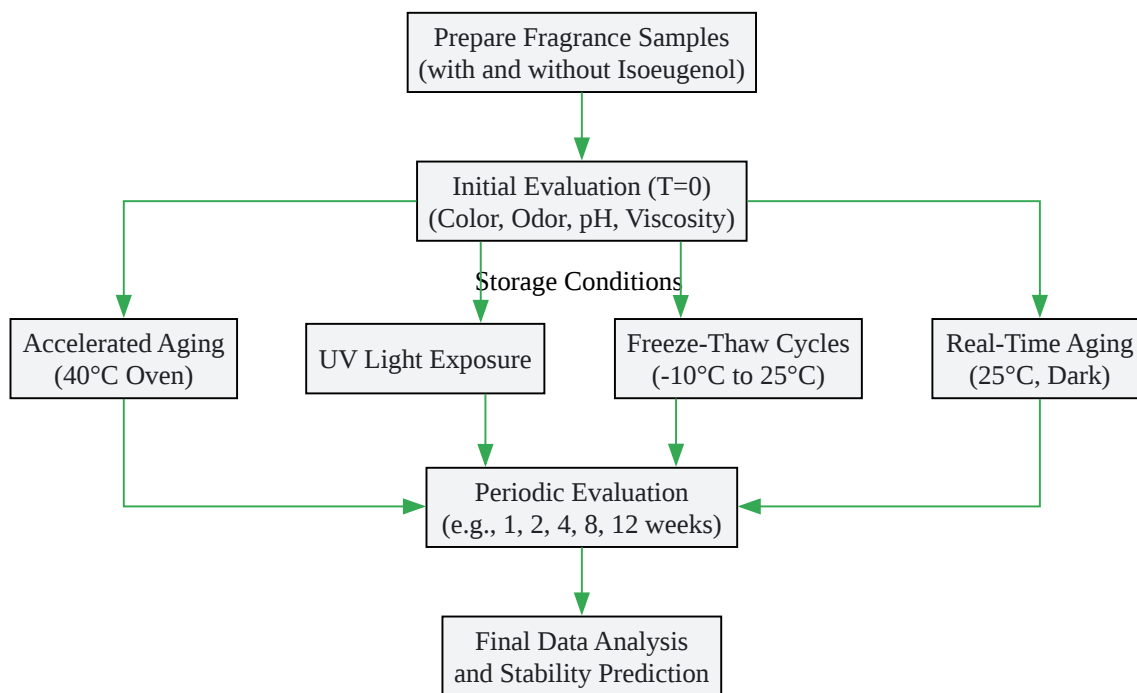 Prepare Fragrance Samples
(with and without Isoeugenol)
Initial Evaluation (T=0)
(Color, Odor, pH, Viscosity)
Storage Conditions
Accelerated Aging
(40°C Oven)
UV Light Exposure
Freeze-Thaw Cycles
(-10°C to 25°C)
Real-Time Aging
(25°C, Dark)
Periodic Evaluation
(e.g., 1, 2, 4, 8, 12 weeks)
Final Data Analysis
and Stability Prediction